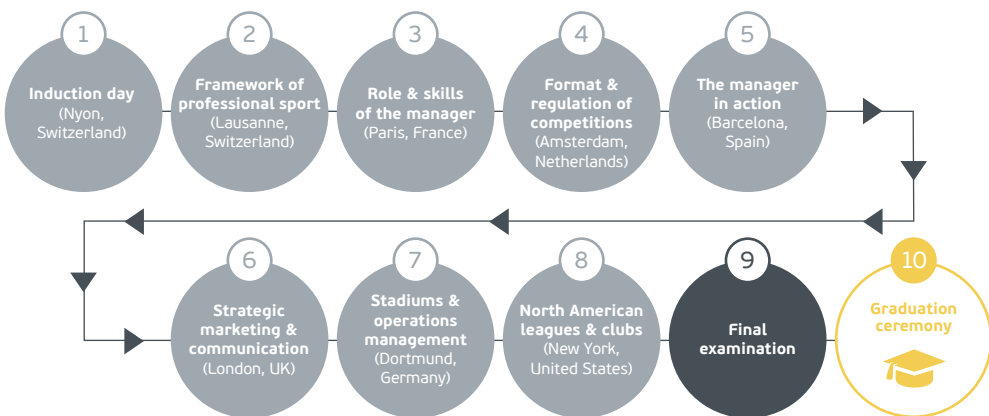 1
Induction day
(Nyon,
Switzerland)
2
Framework of
professional sport
(Lausanne,
Switzerland)
3
Role & skills
of the manager
(Paris, France)
4
Format &
regulation of
competitions
(Amsterdam,
Netherlands)
5
The manager
in action
(Barcelona,
Spain)
6
Strategic
marketing &
communication
(London, UK)
7
Stadiums &
operations
management
(Dortmund,
Germany)
8
North American
leagues & clubs
(New York,
United States)
9
Final
examination
10
Graduation
ceremony